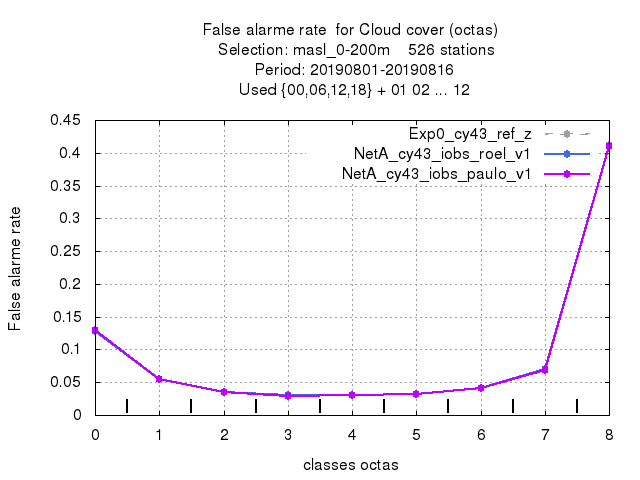 False alarme rate  for Cloud cover (octas)
Selection: masl_0-200m    526 stations
Period: 20190801-20190816
Used {00,06,12,18} + 01 02 ... 12
Exp0_cy43_ref_z
NetA_cy43_iobs_roel_v1
NetA_cy43_iobs_paulo_v1
False alarme rate
0.45
0.4
0.35
0.3
0.25
0.2
0.15
0.1
0.05
0
0 1 2 3 4 5 6 7 8
classes octas